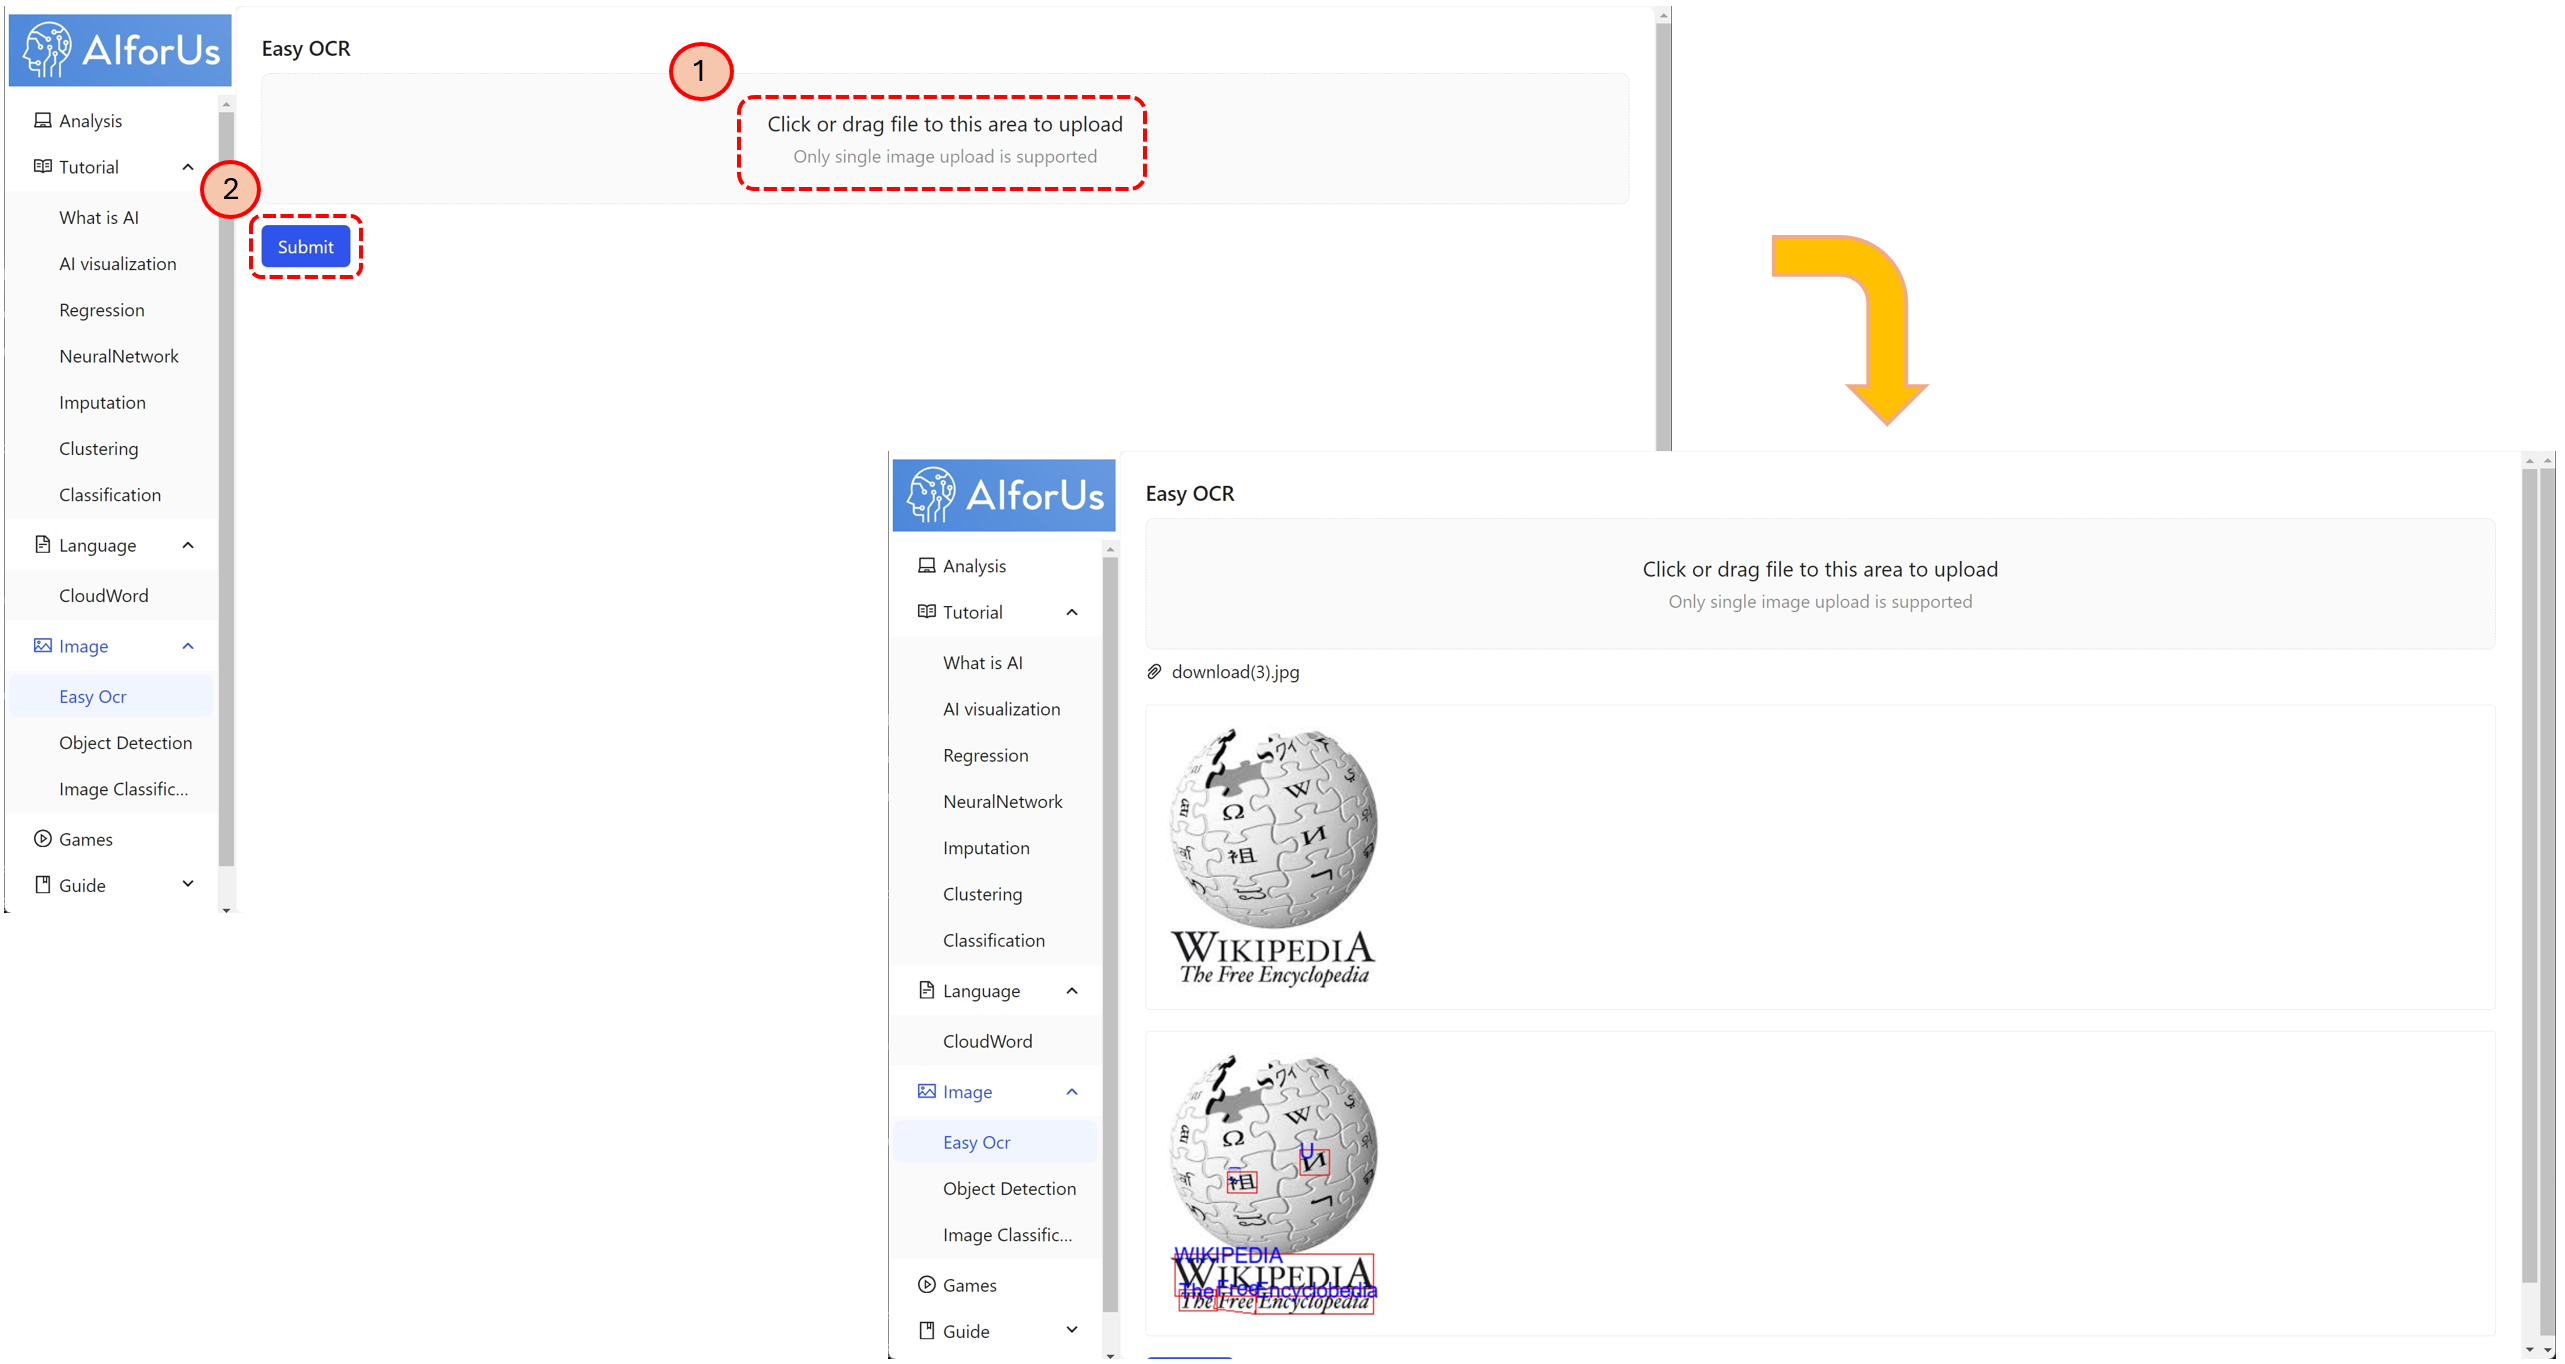 AIforUs
Analysis
Tutorial
What is AI
AI visualization
Regression
NeuralNetwork
Imputation
Clustering
Classification
Language
CloudWord
Image
Easy Ocr
Object Detection
Image Classific...
Games
Guide
Easy OCR
1
Click or drag file to this area to upload
Only single image upload is supported
2
Submit
AIforUs
Analysis
Tutorial
What is AI
AI visualization
Regression
NeuralNetwork
Imputation
Clustering
Classification
Language
CloudWord
Image
Easy Ocr
Object Detection
Image Classific...
Games
Guide
Easy OCR
Click or drag file to this area to upload
Only single image upload is supported
download(3).jpg
W
Ω
И
祖
WIKIPEDIA
The Free Encyclopedia
W
Ω
U
И
祖
WIKIPEDIA
WIKIPEDIA
The Free Encyclobedia
The Free Encyclopedia